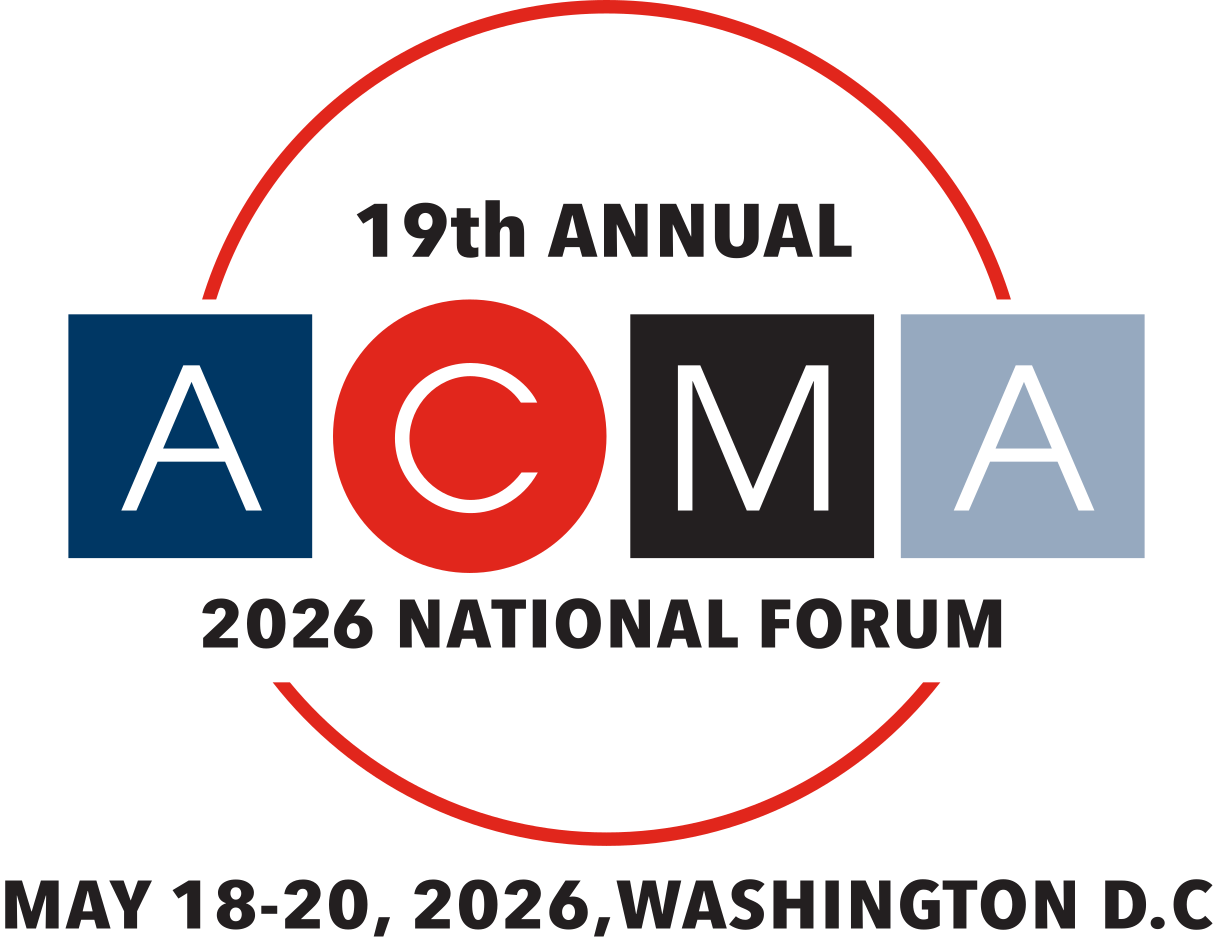 19th ANNUAL
ACMA
2026 NATIONAL FORUM
MAY 18-20, 2026,WASHINGTON D.C